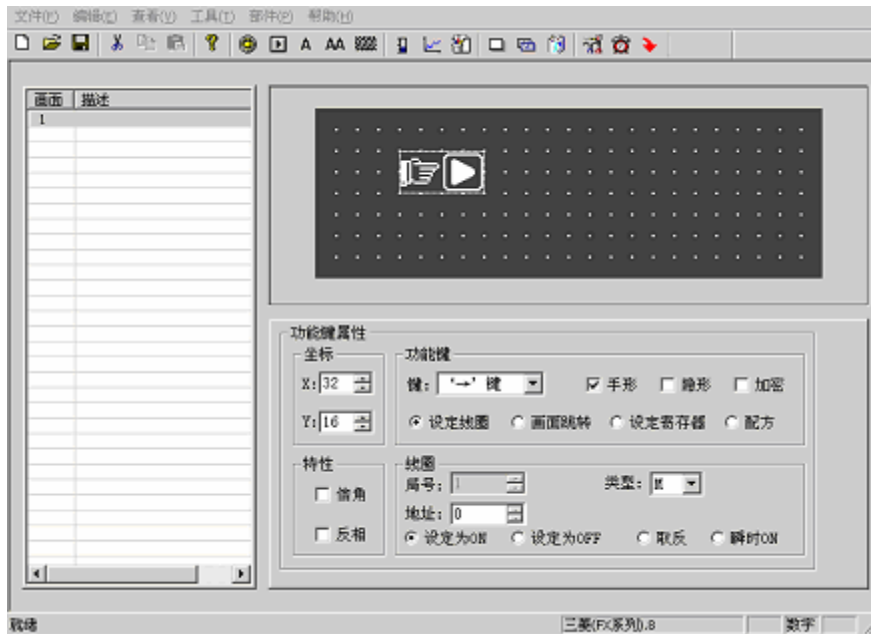 文件(F) 编辑(E) 查看(V) 工具(T) 部件(P) 帮助(H)
A AA
画面 描述
1
功能键属性
坐标
X: 32
Y: 16
功能键
键: '→' 键
手形 隐形 加密
设定线圈 画面跳转 设定寄存器 配方
特性
倍角
反相
线圈
局号: 1 类型: M
地址: 0
设定为ON 设定为OFF 取反 瞬时ON
就绪 三菱(FX系列).8 数字